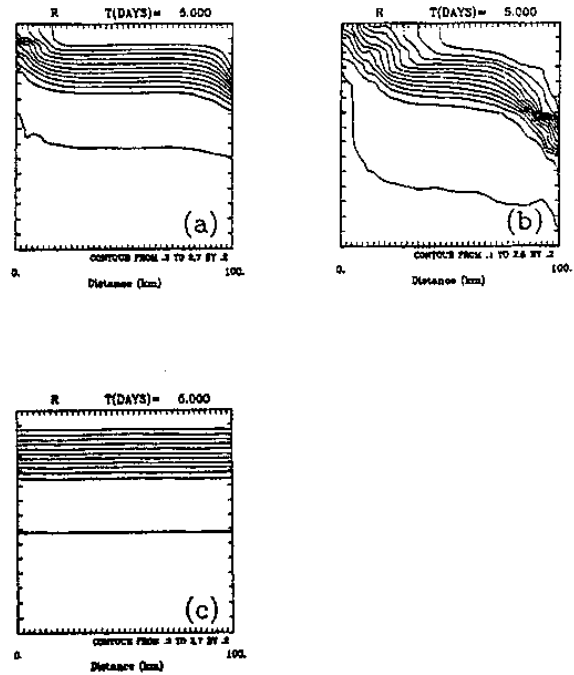 R T(DAYS)= 5.000
(a)
CONTOUR FROM .3 TO 2.7 BY .2
0. 100.
Distance (km)
R T(DAYS)= 5.000
(b)
CONTOUR FROM .1 TO 2.5 BY .2
0. 100.
Distance (km)
R T(DAYS)= 5.000
(c)
CONTOUR FROM .3 TO 2.7 BY .2
0. 100.
Distance (km)